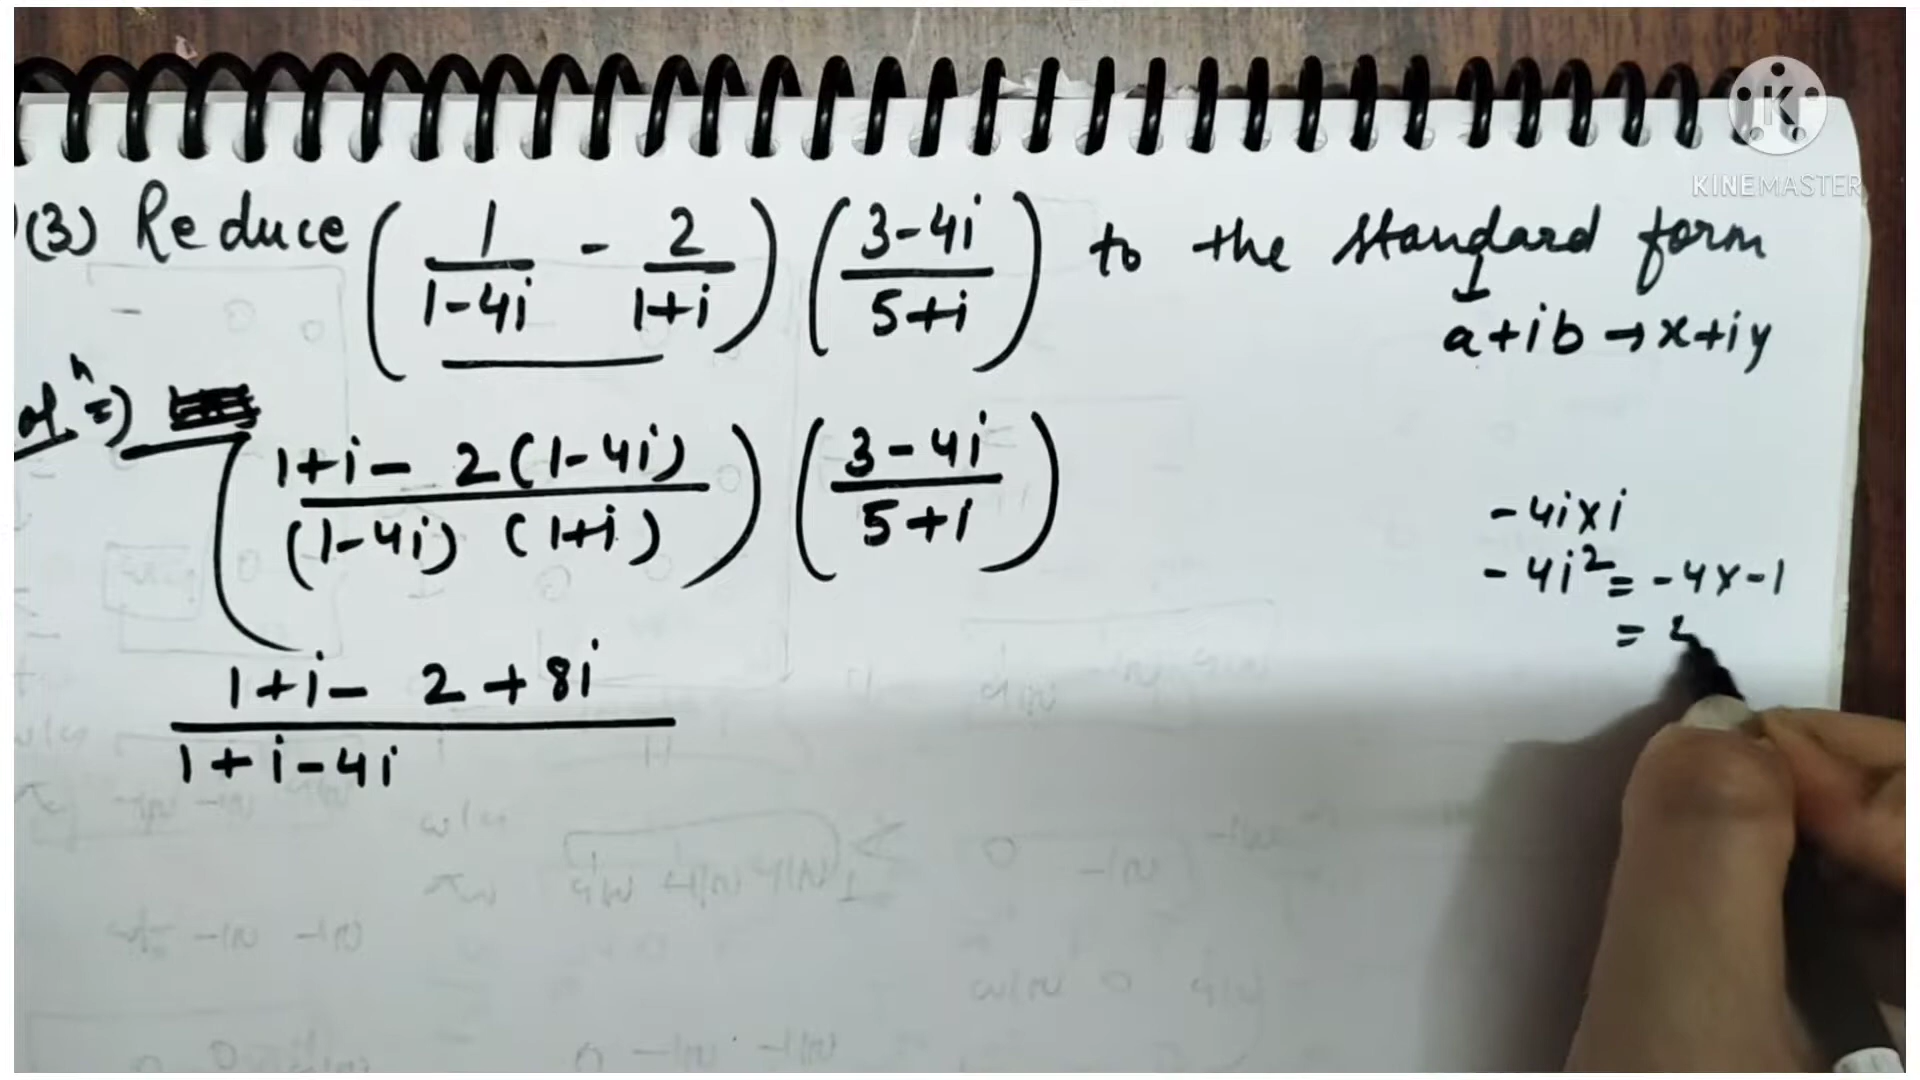 KINEMASTER
(3) Reduce (1/(1-4i) - 2/(1+i)) ((3-4i)/(5+i)) to the standard form
a+ib → x+iy
((1+i- 2(1-4i))/((1-4i) (1+i))) ((3-4i)/(5+i))
-4i×i
-4i² = -4×-1
=
1+i- 2+8i
1+i-4i